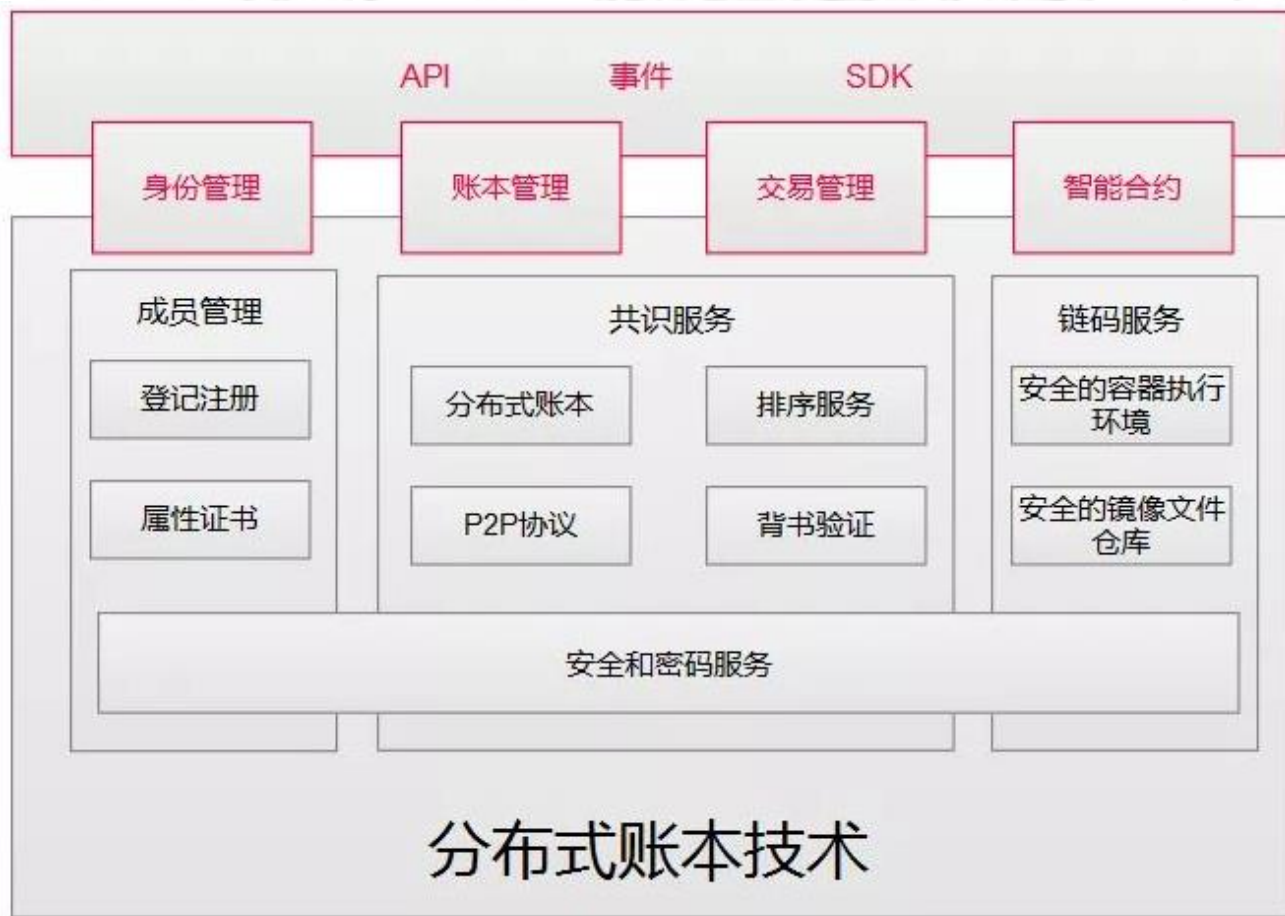 API 事件 SDK
身份管理 账本管理 交易管理 智能合约
成员管理 共识服务 链码服务
登记注册 分布式账本 排序服务 安全的容器执行
环境
属性证书 P2P协议 背书验证 安全的镜像文件
仓库
安全和密码服务
分布式账本技术